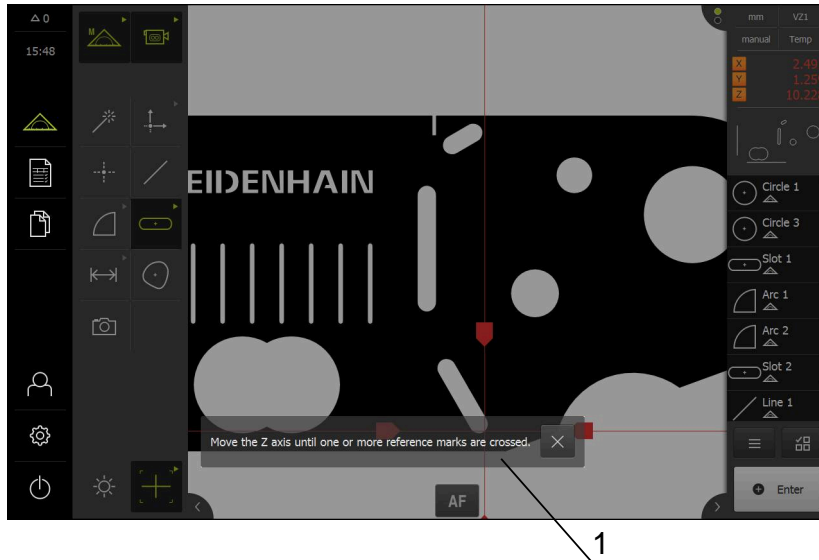 0
15:48
M
EIDENHAIN
Move the Z axis until one or more reference marks are crossed.
AF
mm
VZ1
manual
Temp
X
2.49
Y
1.25
Z
10.22
Circle 1
Circle 3
Slot 1
Arc 1
Arc 2
Slot 2
Line 1
Enter
1